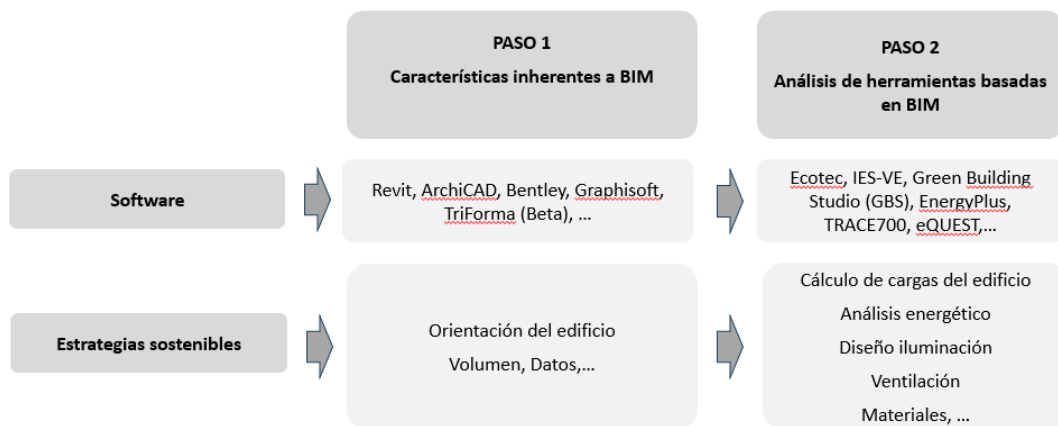 PASO 1
Características inherentes a BIM
PASO 2
Análisis de herramientas basadas
en BIM
Software
Revit, ArchiCAD, Bentley, Graphisoft,
TriForma (Beta), ...
Ecotec, IES-VE, Green Building
Studio (GBS), EnergyPlus,
TRACE700, eQUEST,...
Estrategias sostenibles
Orientación del edificio
Volumen, Datos,...
Cálculo de cargas del edificio
Análisis energético
Diseño iluminación
Ventilación
Materiales, ...